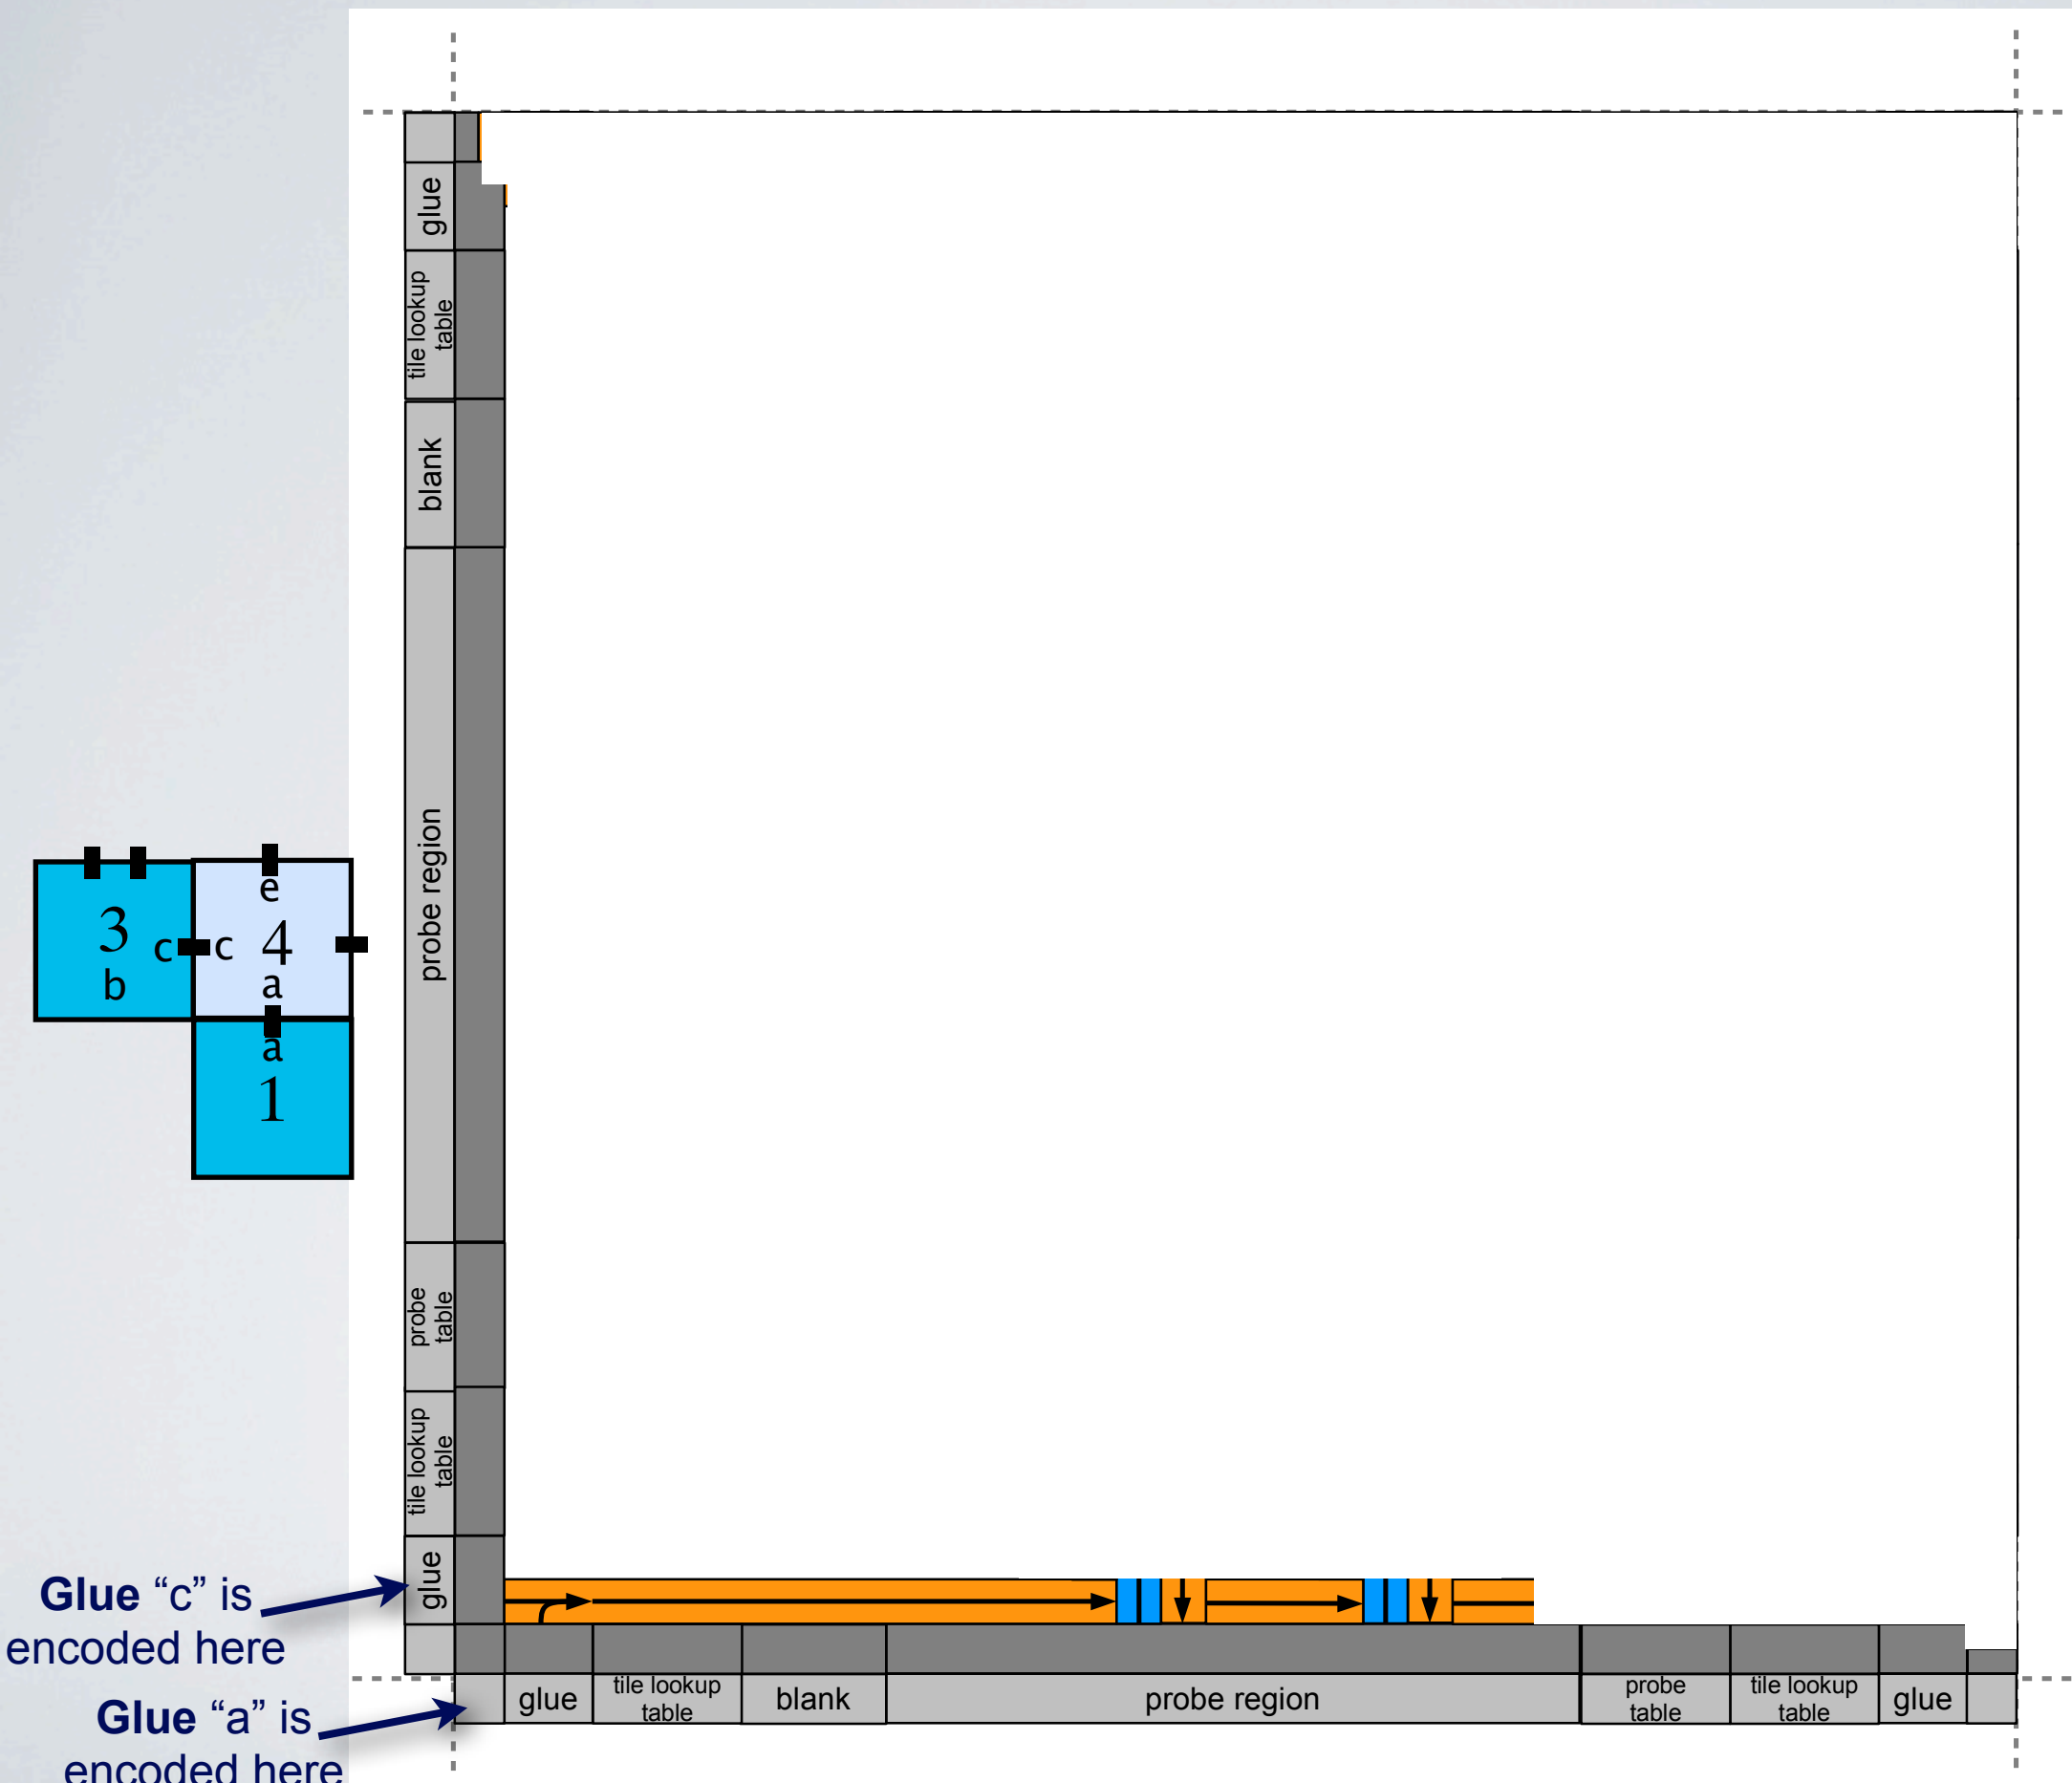 glue
tile lookup
table
blank
probe region
probe
table
tile lookup
table
glue
e
3 c c 4
b a
a
1
Glue “c” is
encoded here
Glue “a” is
encoded here
glue tile lookup table blank probe region probe table tile lookup table glue